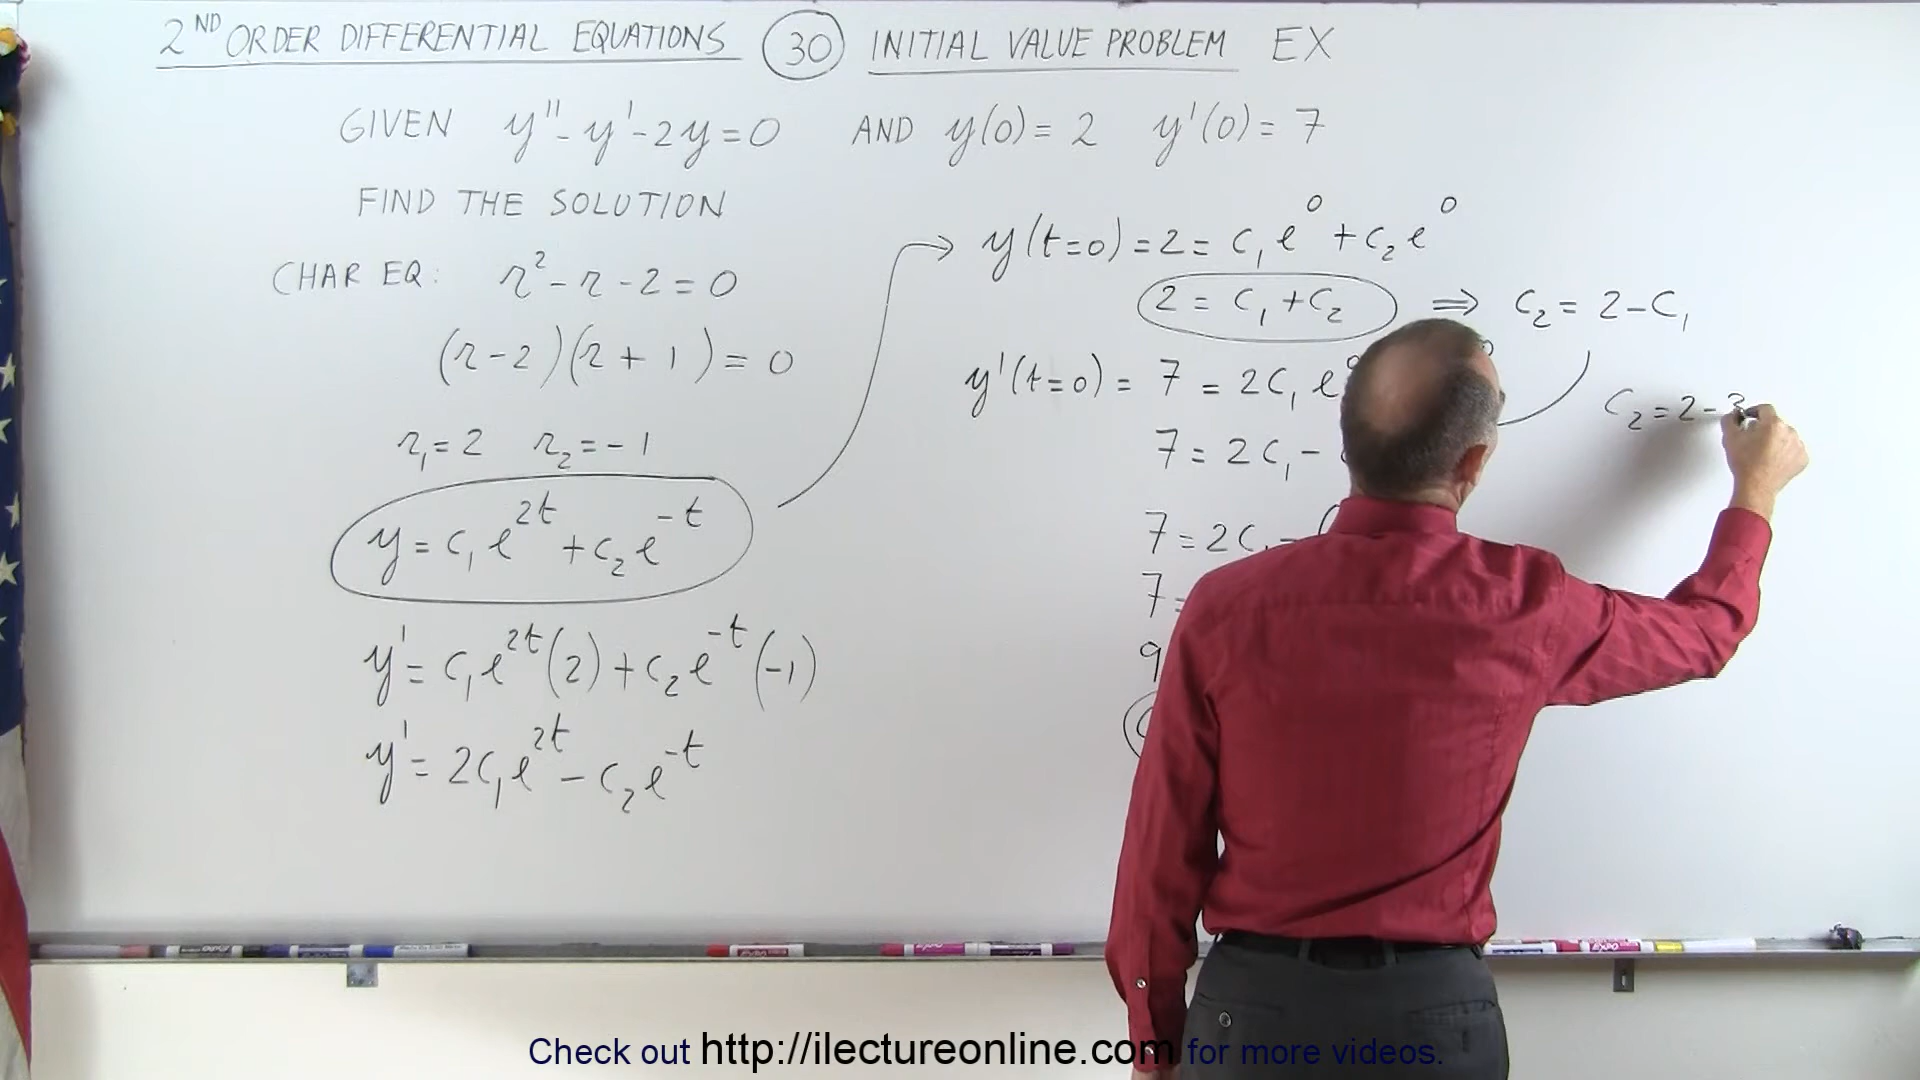 2ND ORDER DIFFERENTIAL EQUATIONS 30 INITIAL VALUE PROBLEM EX
GIVEN y'' - y' - 2y = 0 AND y(0) = 2 y'(0) = 7
FIND THE SOLUTION
CHAR EQ: r² - r - 2 = 0
(r - 2)(r + 1) = 0
r₁ = 2 r₂ = -1
y = c₁e^2t + c₂e^-t
y' = c₁e^2t(2) + c₂e^-t(-1)
y' = 2c₁e^2t - c₂e^-t
y(t=0) = 2 = c₁e^0 + c₂e^0
2 = c₁ + c₂ ⇒ c₂ = 2 - c₁
y'(t=0) = 7 = 2c₁e^0
c₂ = 2 - 3
7 = 2c₁ -
7 = 2c₁ - (
7 =
9
Check out http://ilectureonline.com for more videos.